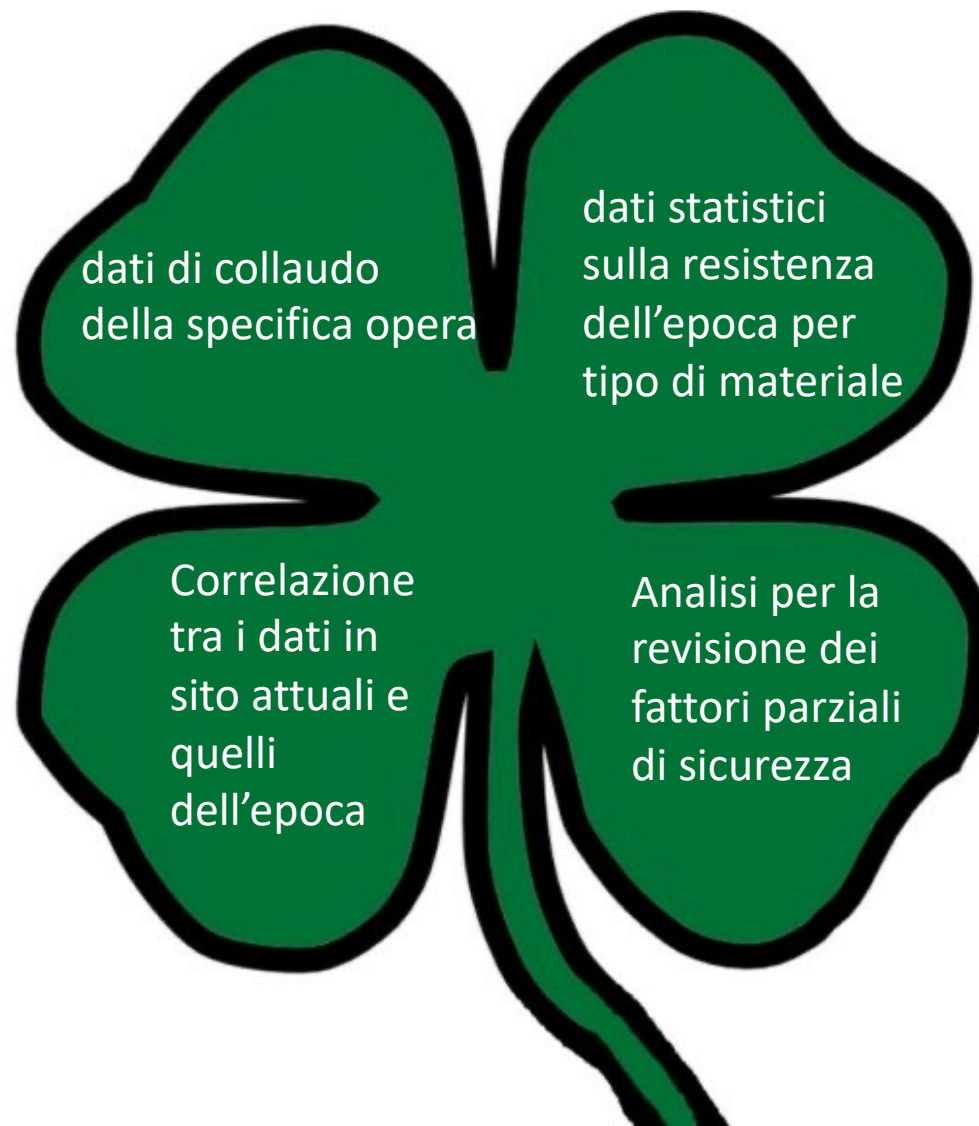 dati di collaudo
della specifica opera
dati statistici
sulla resistenza
dell’epoca per
tipo di materiale
Correlazione
tra i dati in
sito attuali e
quelli
dell’epoca
Analisi per la
revisione dei
fattori parziali
di sicurezza